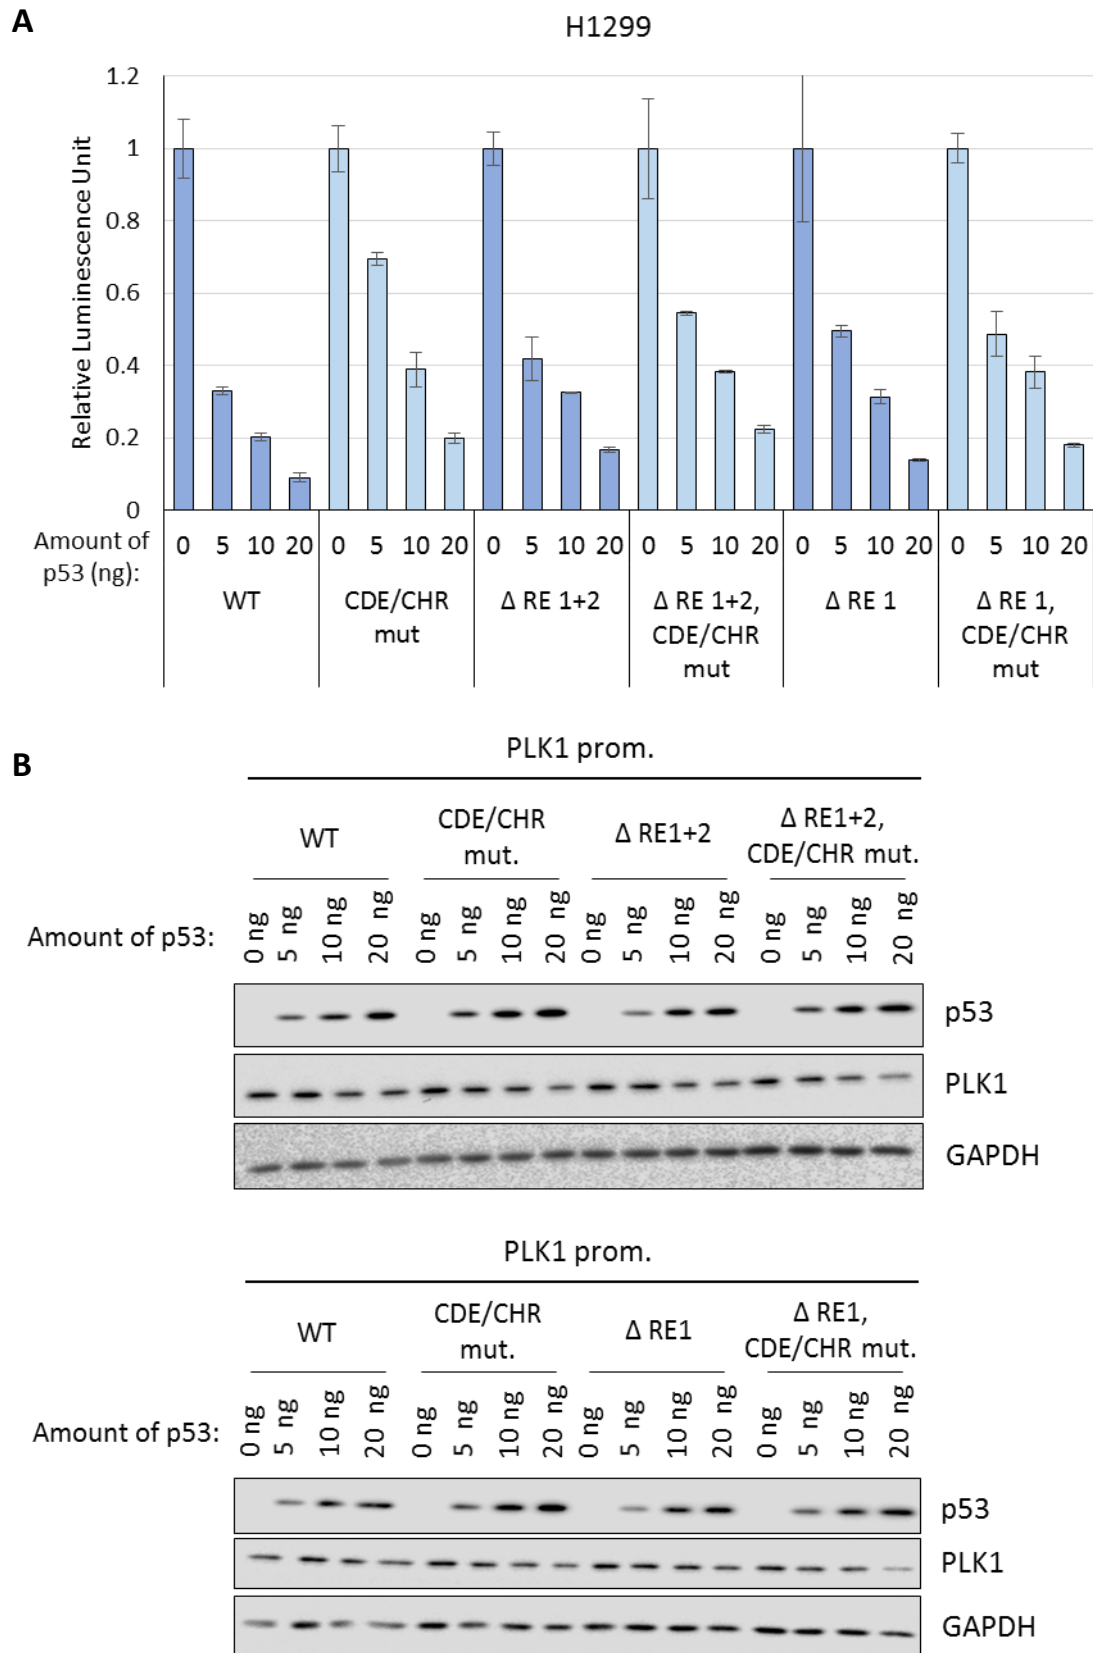 A
H1299
Relative Luminescence Unit
1.2
1
0.8
0.6
0.4
0.2
0
Amount of p53 (ng):
0 5 10 20 0 5 10 20 0 5 10 20 0 5 10 20 0 5 10 20 0 5 10 20
WT
CDE/CHR
mut
Δ RE 1+2
Δ RE 1+2,
CDE/CHR
mut
Δ RE 1
Δ RE 1,
CDE/CHR
mut
B
PLK1 prom.
WT
CDE/CHR
mut.
Δ RE1+2
Δ RE1+2,
CDE/CHR mut.
Amount of p53:
0 ng 5 ng 10 ng 20 ng 0 ng 5 ng 10 ng 20 ng 0 ng 5 ng 10 ng 20 ng 0 ng 5 ng 10 ng 20 ng
p53
PLK1
GAPDH
PLK1 prom.
WT
CDE/CHR
mut.
Δ RE1
Δ RE1,
CDE/CHR mut.
Amount of p53:
0 ng 5 ng 10 ng 20 ng 0 ng 5 ng 10 ng 20 ng 0 ng 5 ng 10 ng 20 ng 0 ng 5 ng 10 ng 20 ng
p53
PLK1
GAPDH